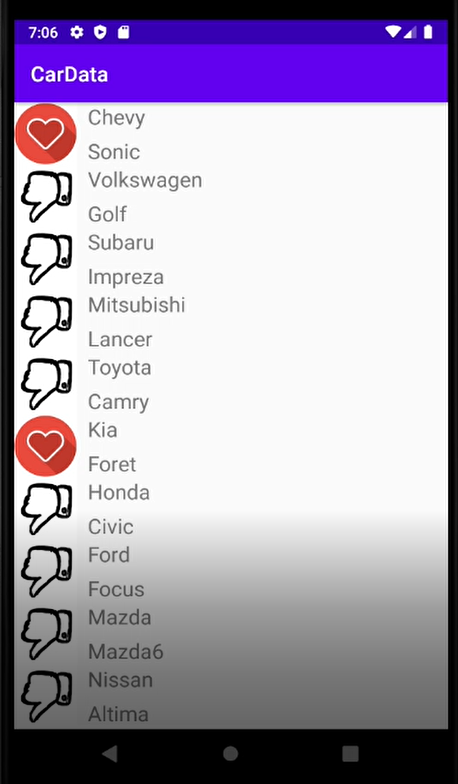 7:06
CarData
Chevy
Sonic
Volkswagen
Golf
Subaru
Impreza
Mitsubishi
Lancer
Toyota
Camry
Kia
Foret
Honda
Civic
Ford
Focus
Mazda
Mazda6
Nissan
Altima